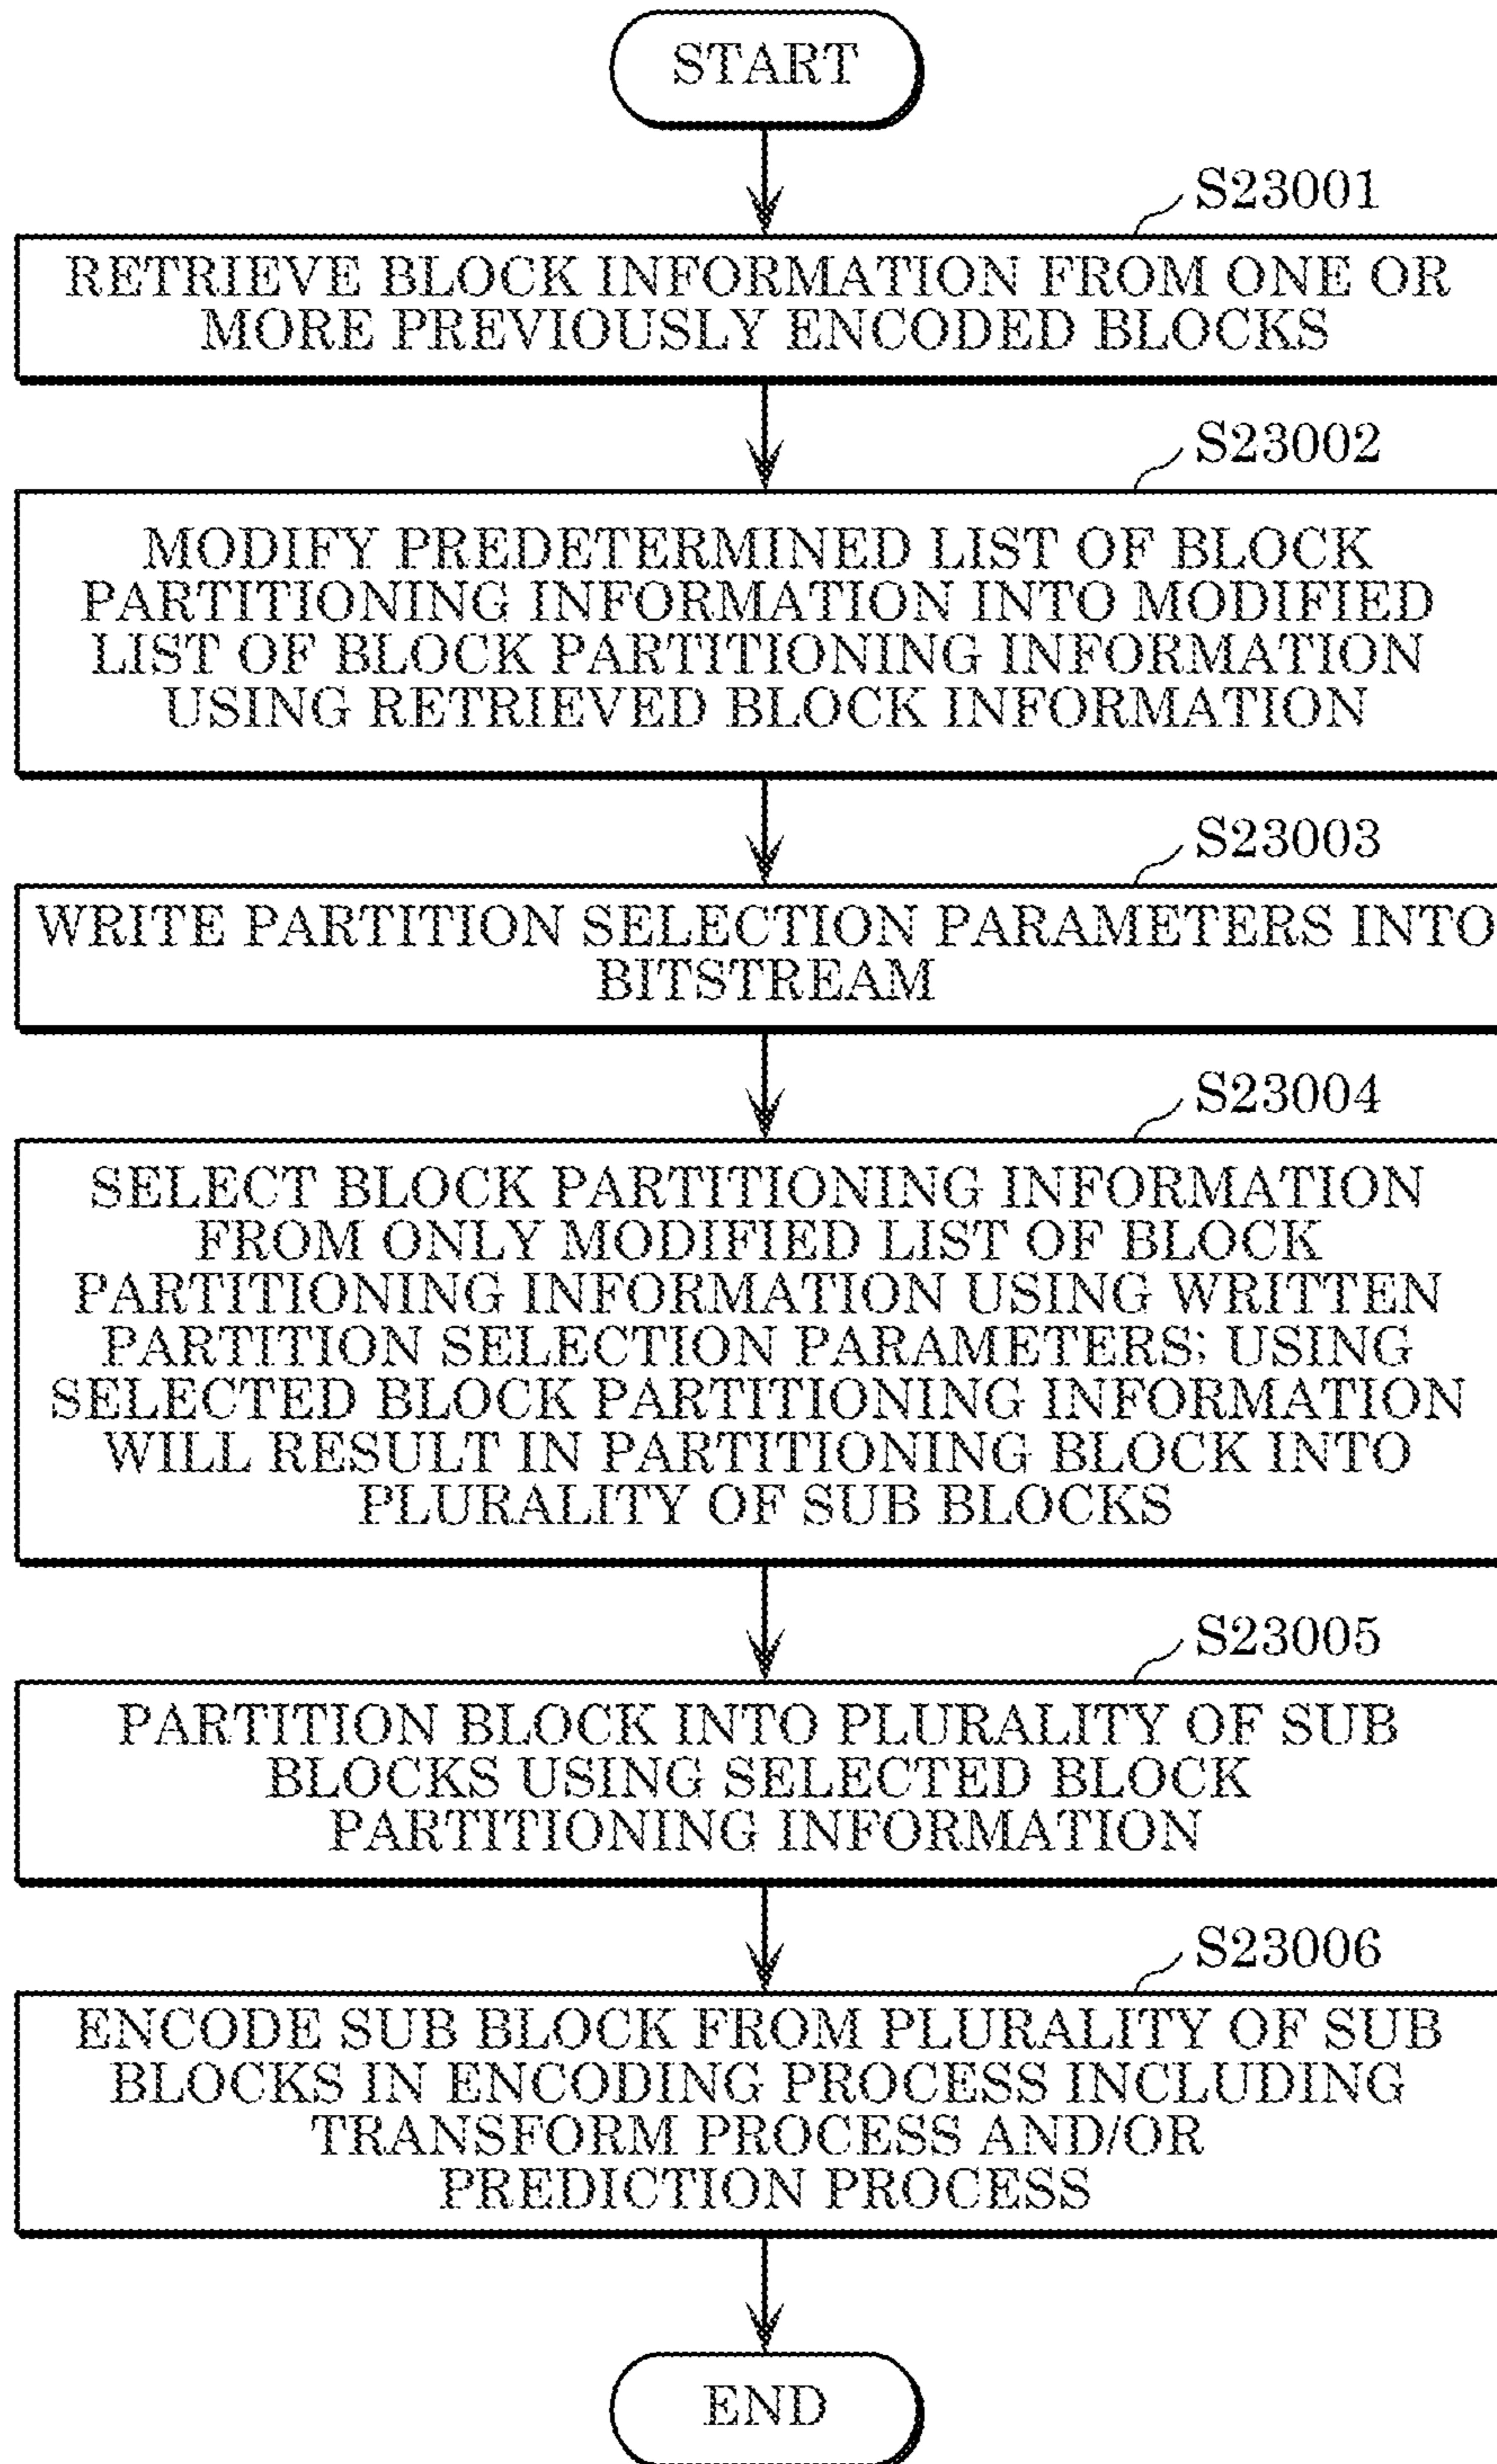 START
S23001
RETRIEVE BLOCK INFORMATION FROM ONE OR
MORE PREVIOUSLY ENCODED BLOCKS
S23002
MODIFY PREDETERMINED LIST OF BLOCK
PARTITIONING INFORMATION INTO MODIFIED
LIST OF BLOCK PARTITIONING INFORMATION
USING RETRIEVED BLOCK INFORMATION
S23003
WRITE PARTITION SELECTION PARAMETERS INTO
BITSTREAM
S23004
SELECT BLOCK PARTITIONING INFORMATION
FROM ONLY MODIFIED LIST OF BLOCK
PARTITIONING INFORMATION USING WRITTEN
PARTITION SELECTION PARAMETERS; USING
SELECTED BLOCK PARTITIONING INFORMATION
WILL RESULT IN PARTITIONING BLOCK INTO
PLURALITY OF SUB BLOCKS
S23005
PARTITION BLOCK INTO PLURALITY OF SUB
BLOCKS USING SELECTED BLOCK
PARTITIONING INFORMATION
S23006
ENCODE SUB BLOCK FROM PLURALITY OF SUB
BLOCKS IN ENCODING PROCESS INCLUDING
TRANSFORM PROCESS AND/OR
PREDICTION PROCESS
END